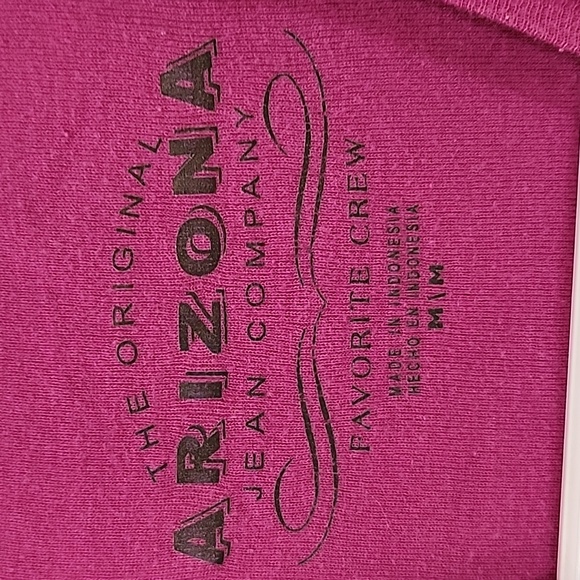 THE ORIGINAL
ARIZONA
JEAN COMPANY
FAVORITE CREW
MADE IN INDONESIA
HECHO EN INDONESIA
M\M